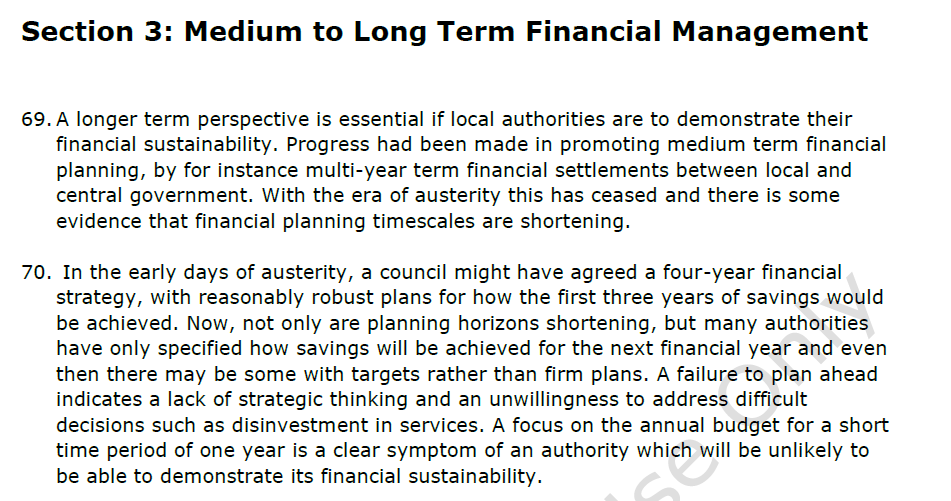 Section 3: Medium to Long Term Financial Management
69. A longer term perspective is essential if local authorities are to demonstrate their
financial sustainability. Progress had been made in promoting medium term financial
planning, by for instance multi-year term financial settlements between local and
central government. With the era of austerity this has ceased and there is some
evidence that financial planning timescales are shortening.
70. In the early days of austerity, a council might have agreed a four-year financial
strategy, with reasonably robust plans for how the first three years of savings would
be achieved. Now, not only are planning horizons shortening, but many authorities
have only specified how savings will be achieved for the next financial year and even
then there may be some with targets rather than firm plans. A failure to plan ahead
indicates a lack of strategic thinking and an unwillingness to address difficult
decisions such as disinvestment in services. A focus on the annual budget for a short
time period of one year is a clear symptom of an authority which will be unlikely to
be able to demonstrate its financial sustainability.
Only